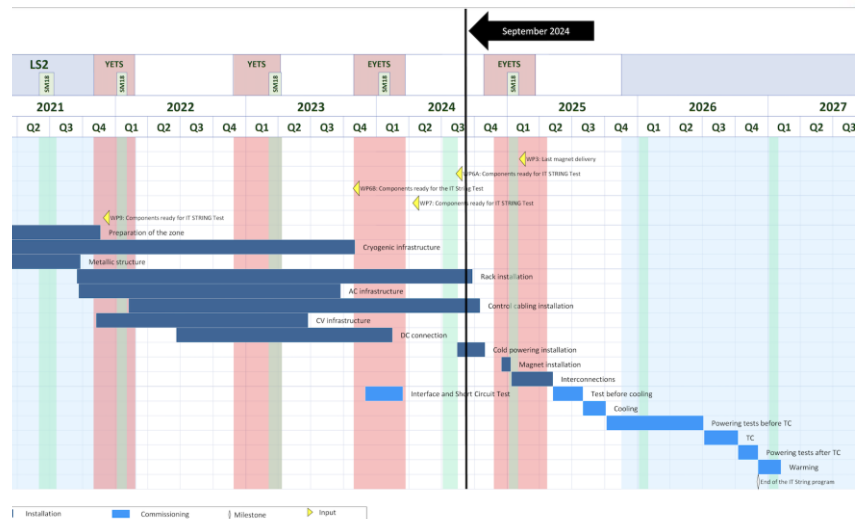 September 2024
LS2 YETS YETS EYETS EYETS
SM18 SM18 SM18 SM18
2021 2022 2023 2024 2025 2026 2027
Q2 Q3 Q4 Q1 Q2 Q3 Q4 Q1 Q2 Q3 Q4 Q1 Q2 Q3 Q4 Q1 Q2 Q3 Q4 Q1 Q2 Q3 Q4 Q1 Q2 Q3
WP3: Last magnet delivery
WP6A: Components ready for IT STRING Test
WP6B: Components ready for the IT String Test
WP7: Components ready for IT STRING Test
WP9: Components ready for IT STRING Test
Preparation of the zone
Cryogenic infrastructure
Metallic structure
Rack installation
AC infrastructure
Control cabling installation
CV infrastructure
DC connection
Cold powering installation
Magnet installation
Interconnections
Interface and Short Circuit Test Test before cooling
Cooling
Powering tests before TC
TC
Powering tests after TC
Warming
End of the IT String program
Installation Commissioning Milestone Input